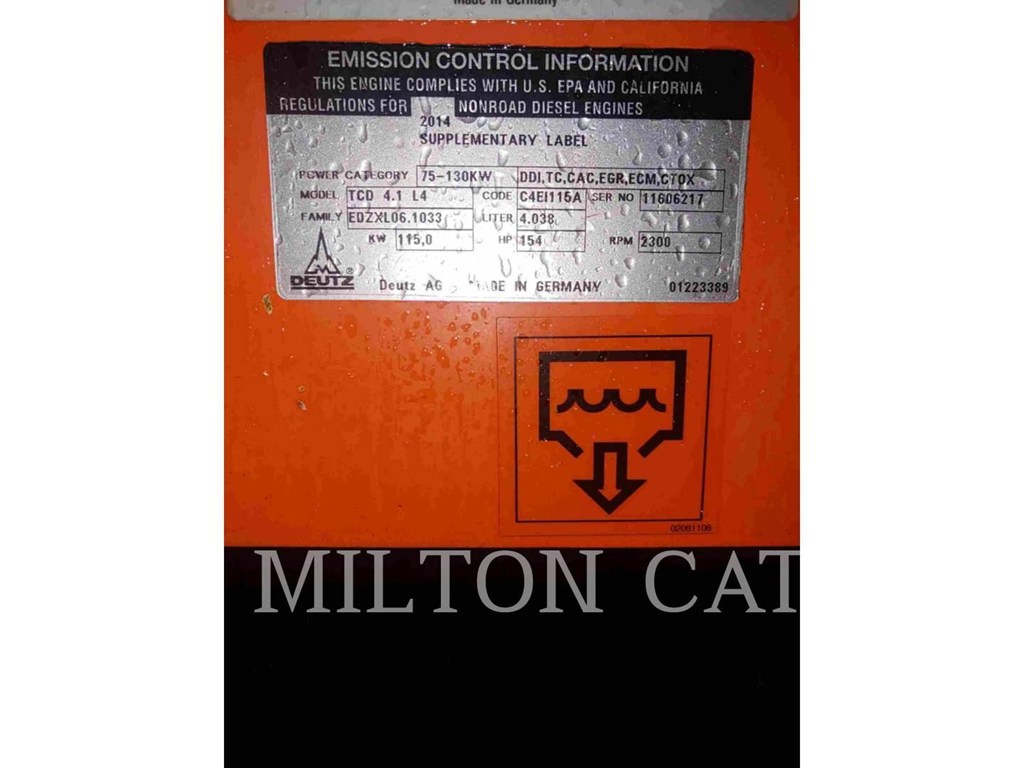 Made in Germany
EMISSION CONTROL INFORMATION
THIS ENGINE COMPLIES WITH U.S. EPA AND CALIFORNIA
REGULATIONS FOR NONROAD DIESEL ENGINES
2014
SUPPLEMENTARY LABEL
POWER CATEGORY 75-130KW DDI,TC,CAC,EGR,ECM,CTOX
MODEL TCD 4.1 L4 CODE C4EI115A SER NO 11606217
FAMILY EDZXL06.1033 LITER 4.038
KW 115,0 HP 154 RPM 2300
DEUTZ ® Deutz AG MADE IN GERMANY 01223389
02081106
MILTON CAT